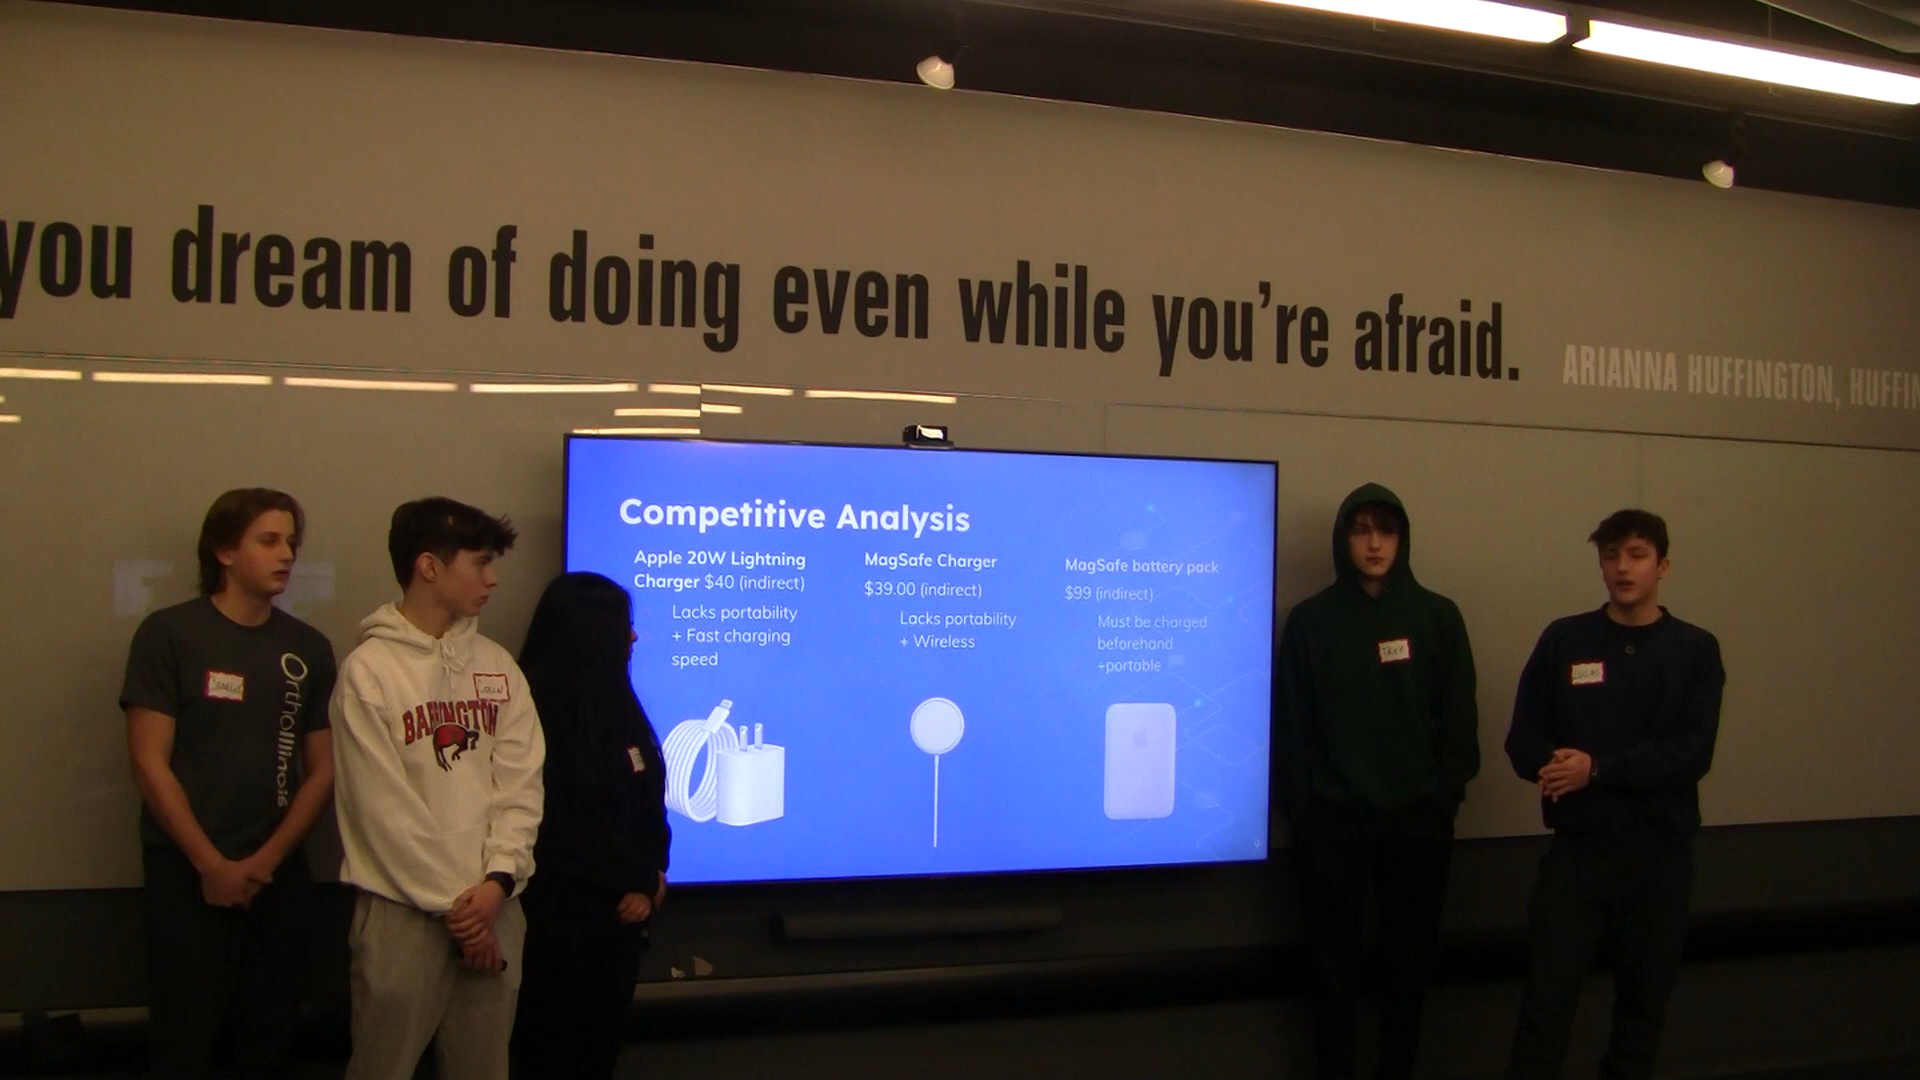 you dream of doing even while you're afraid.
ARIANNA HUFFINGTON, HUFFIN
Competitive Analysis
Apple 20W Lightning
Charger $40 (indirect)
Lacks portability
+ Fast charging
speed
MagSafe Charger
$39.00 (indirect)
Lacks portability
+ Wireless
MagSafe battery pack
$99 (indirect)
Must be charged
beforehand
+portable
OrthoIllinois
BARRINGTON
LUCAS